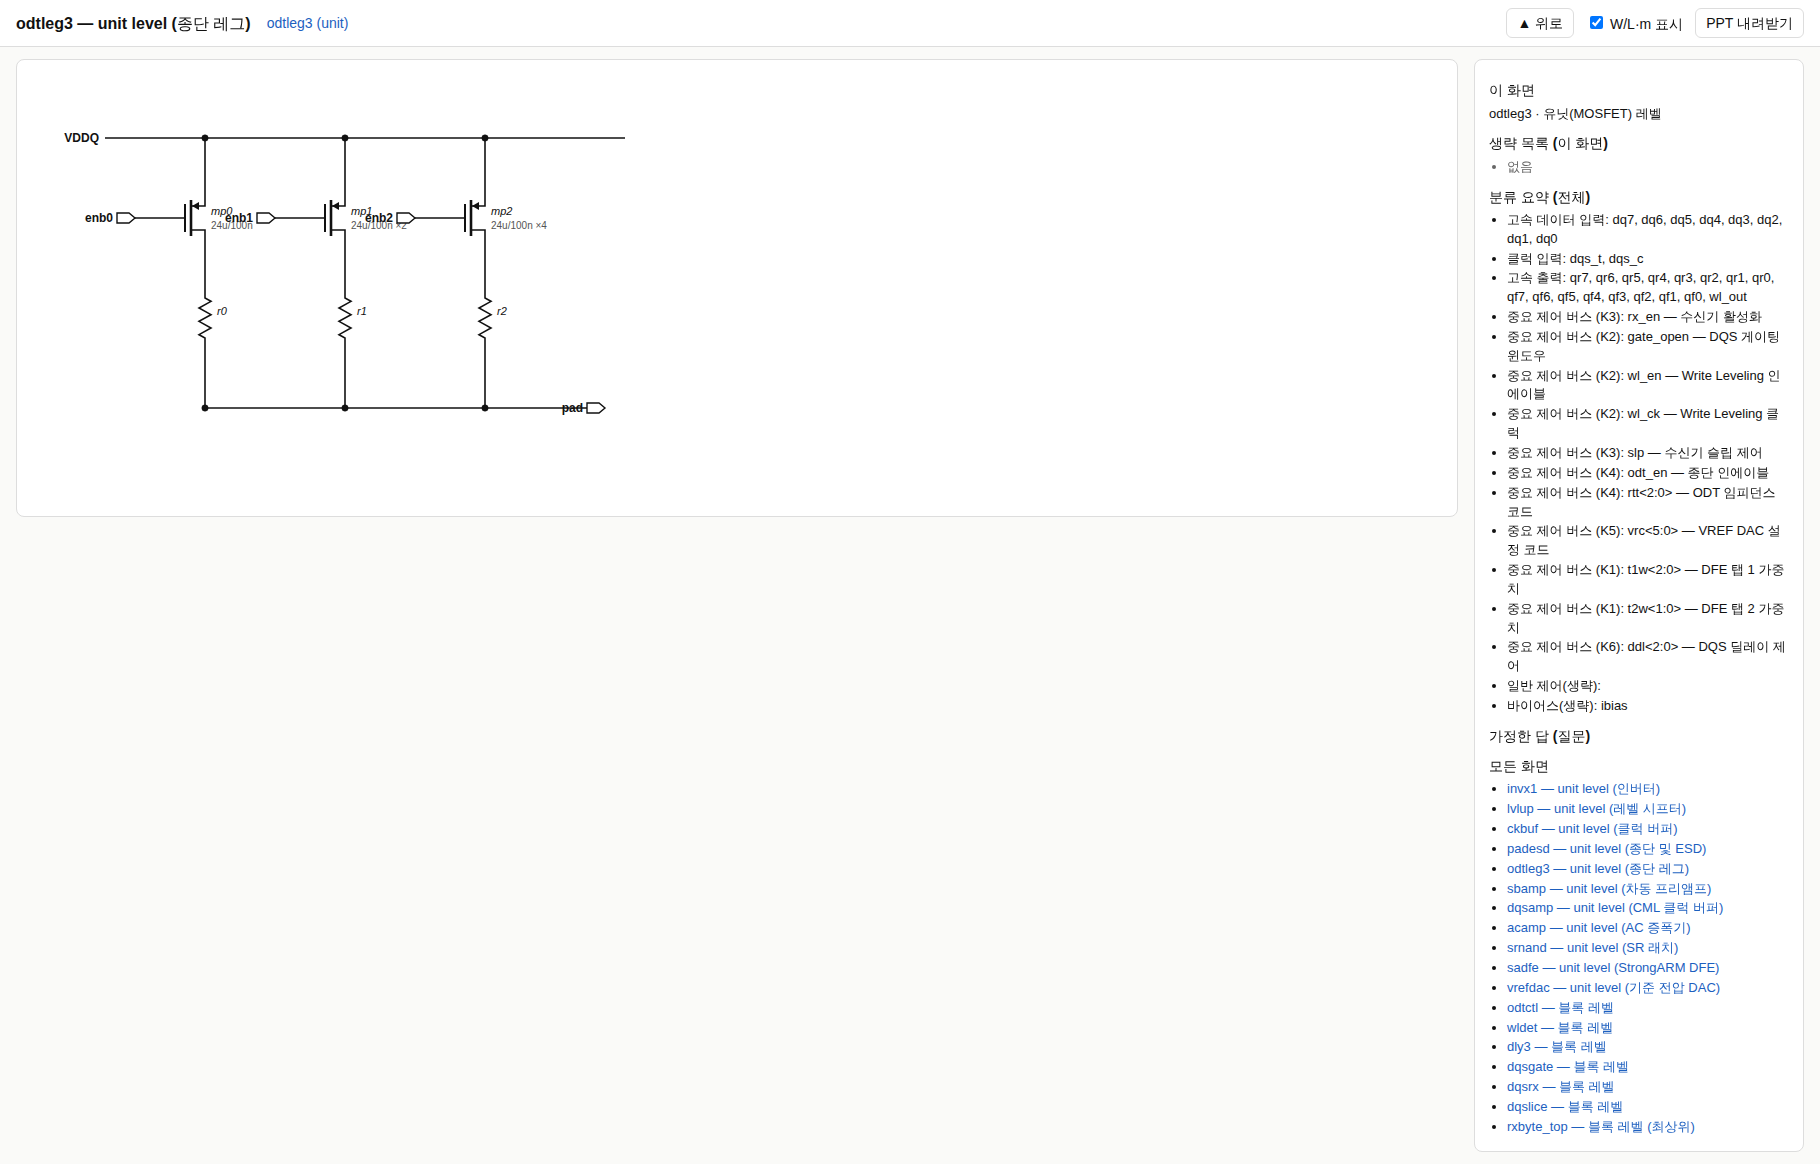 odtleg3 — unit level (종단 레그)
odtleg3 (unit)
▲ 위로
W/L·m 표시
PPT 내려받기
VDDQ
enb0
mp0
24u/100n
enb1
mp1
24u/100n ×2
enb2
mp2
24u/100n ×4
r0
r1
r2
pad
이 화면
odtleg3 · 유닛(MOSFET) 레벨
생략 목록 (이 화면)
없음
분류 요약 (전체)
고속 데이터 입력: dq7, dq6, dq5, dq4, dq3, dq2,
dq1, dq0
클럭 입력: dqs_t, dqs_c
고속 출력: qr7, qr6, qr5, qr4, qr3, qr2, qr1, qr0,
qf7, qf6, qf5, qf4, qf3, qf2, qf1, qf0, wl_out
중요 제어 버스 (K3): rx_en — 수신기 활성화
중요 제어 버스 (K2): gate_open — DQS 게이팅
윈도우
중요 제어 버스 (K2): wl_en — Write Leveling 인
에이블
중요 제어 버스 (K2): wl_ck — Write Leveling 클
럭
중요 제어 버스 (K3): slp — 수신기 슬립 제어
중요 제어 버스 (K4): odt_en — 종단 인에이블
중요 제어 버스 (K4): rtt<2:0> — ODT 임피던스
코드
중요 제어 버스 (K5): vrc<5:0> — VREF DAC 설
정 코드
중요 제어 버스 (K1): t1w<2:0> — DFE 탭 1 가중
치
중요 제어 버스 (K1): t2w<1:0> — DFE 탭 2 가중
치
중요 제어 버스 (K6): ddl<2:0> — DQS 딜레이 제
어
일반 제어(생략):
바이어스(생략): ibias
가정한 답 (질문)
모든 화면
invx1 — unit level (인버터)
lvlup — unit level (레벨 시프터)
ckbuf — unit level (클럭 버퍼)
padesd — unit level (종단 및 ESD)
odtleg3 — unit level (종단 레그)
sbamp — unit level (차동 프리앰프)
dqsamp — unit level (CML 클럭 버퍼)
acamp — unit level (AC 증폭기)
srnand — unit level (SR 래치)
sadfe — unit level (StrongARM DFE)
vrefdac — unit level (기준 전압 DAC)
odtctl — 블록 레벨
wldet — 블록 레벨
dly3 — 블록 레벨
dqsgate — 블록 레벨
dqsrx — 블록 레벨
dqslice — 블록 레벨
rxbyte_top — 블록 레벨 (최상위)